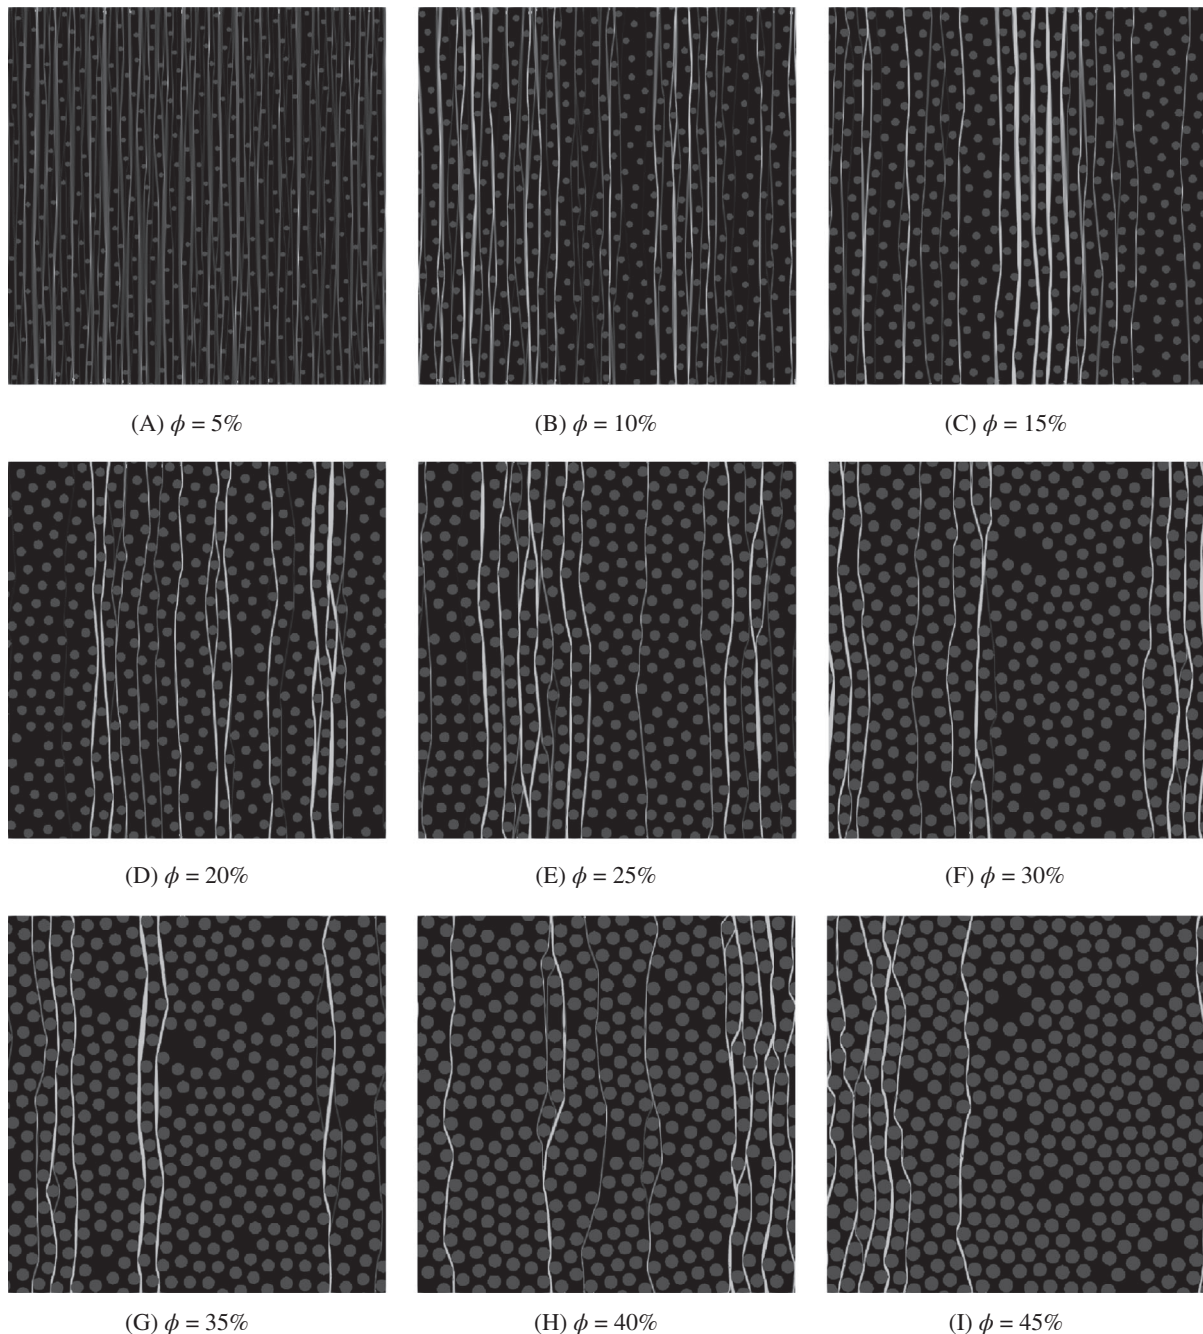 (A) ϕ = 5%
(B) ϕ = 10%
(C) ϕ = 15%
(D) ϕ = 20%
(E) ϕ = 25%
(F) ϕ = 30%
(G) ϕ = 35%
(H) ϕ = 40%
(I) ϕ = 45%